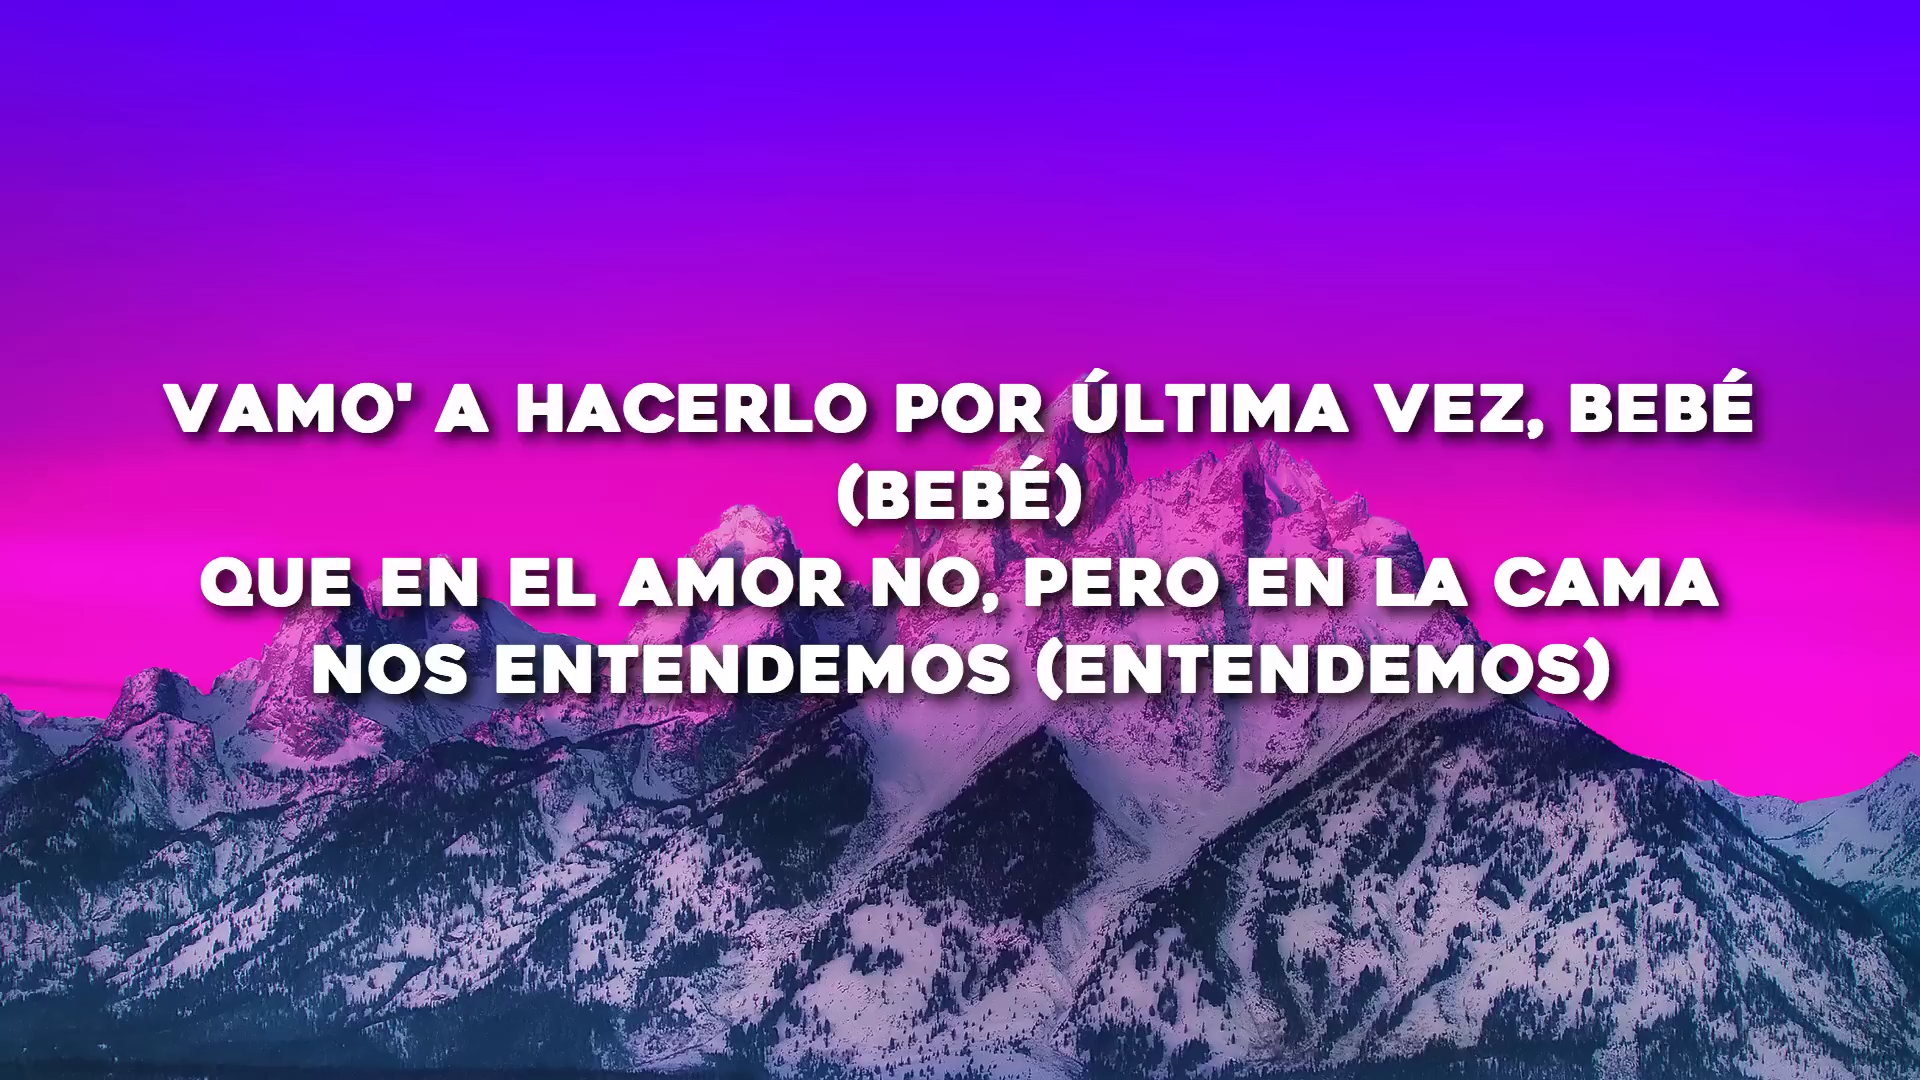 VAMO' A HACERLO POR ÚLTIMA VEZ, BEBÉ
(BEBÉ)
QUE EN EL AMOR NO, PERO EN LA CAMA
NOS ENTENDEMOS (ENTENDEMOS)